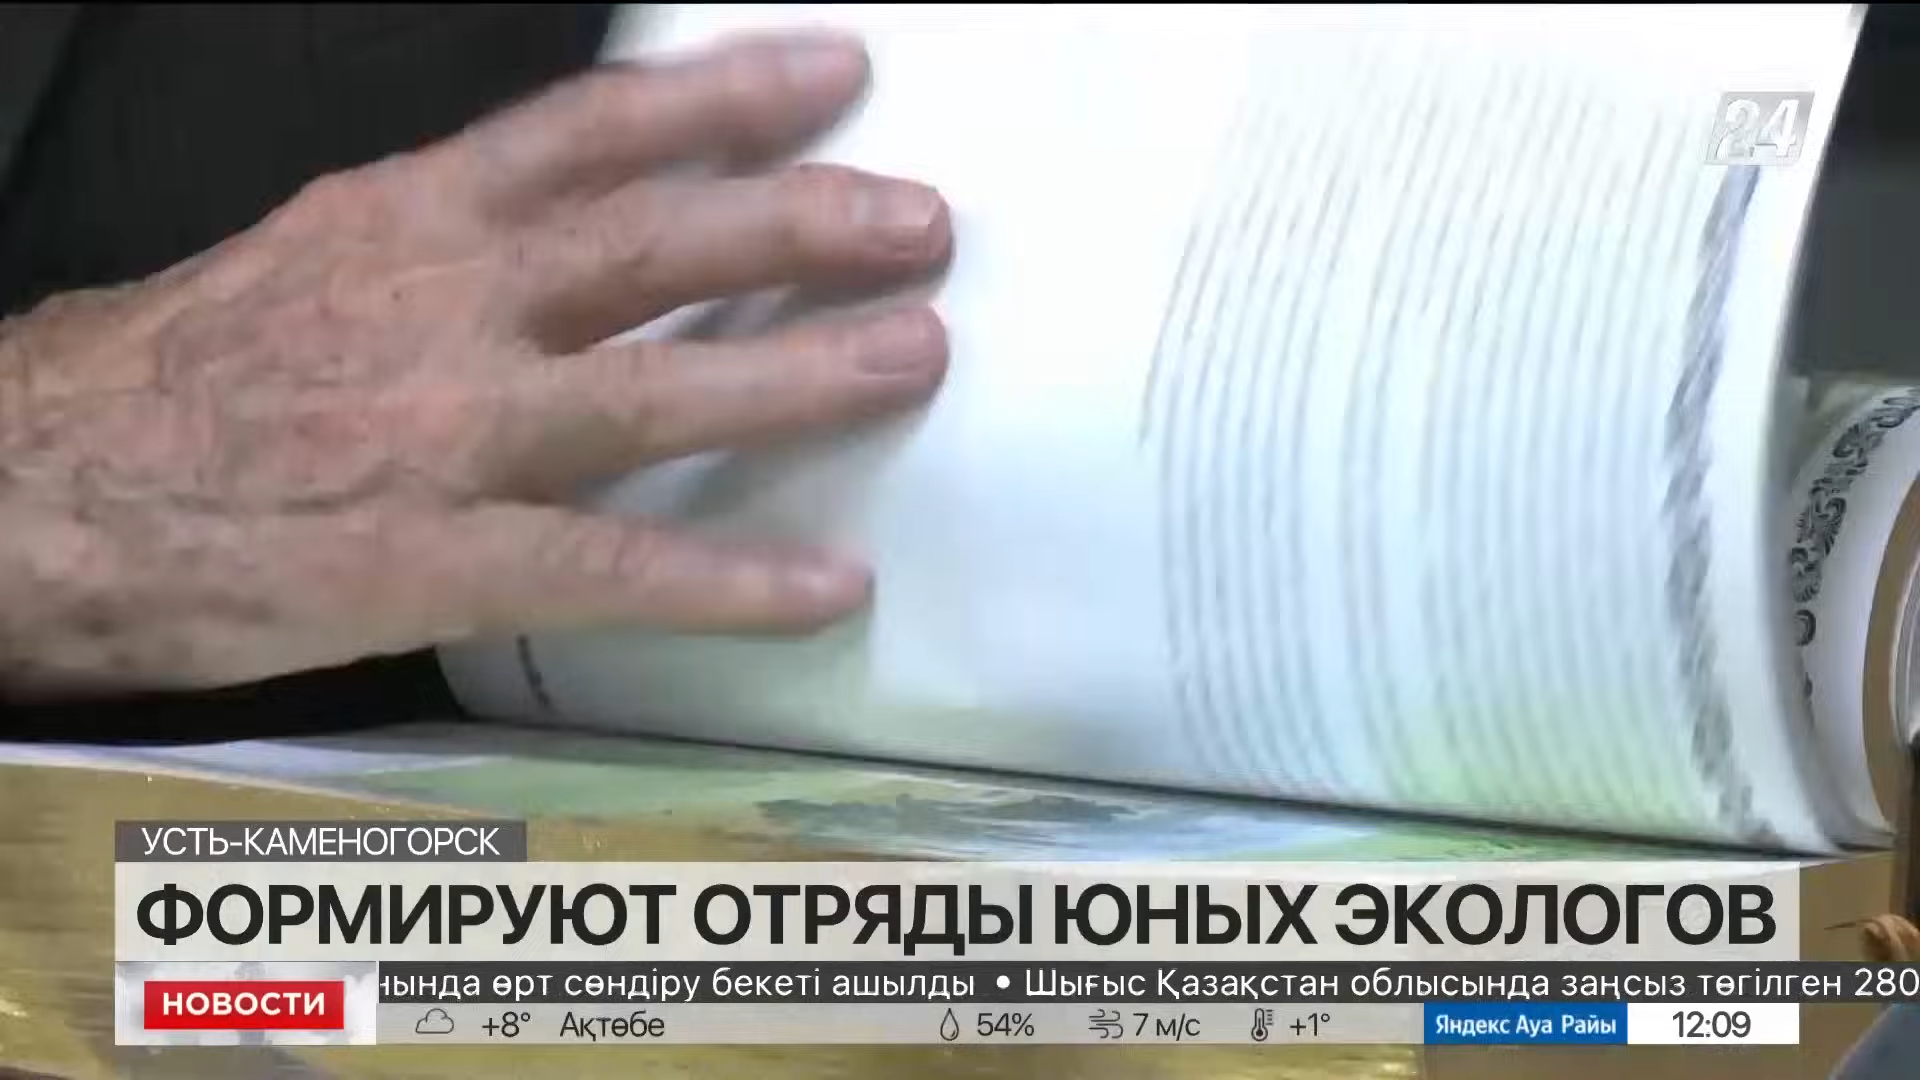 24
УСТЬ-КАМЕНОГОРСК
ФОРМИРУЮТ ОТРЯДЫ ЮНЫХ ЭКОЛОГОВ
НОВОСТИ
өрт сөндіру бекеті ашылды • Шығыс Қазақстан облысында заңсыз төгілген 280
+8° Ақтөбе 54% 7 м/с +1° Яндекс Ауа Райы 12:09